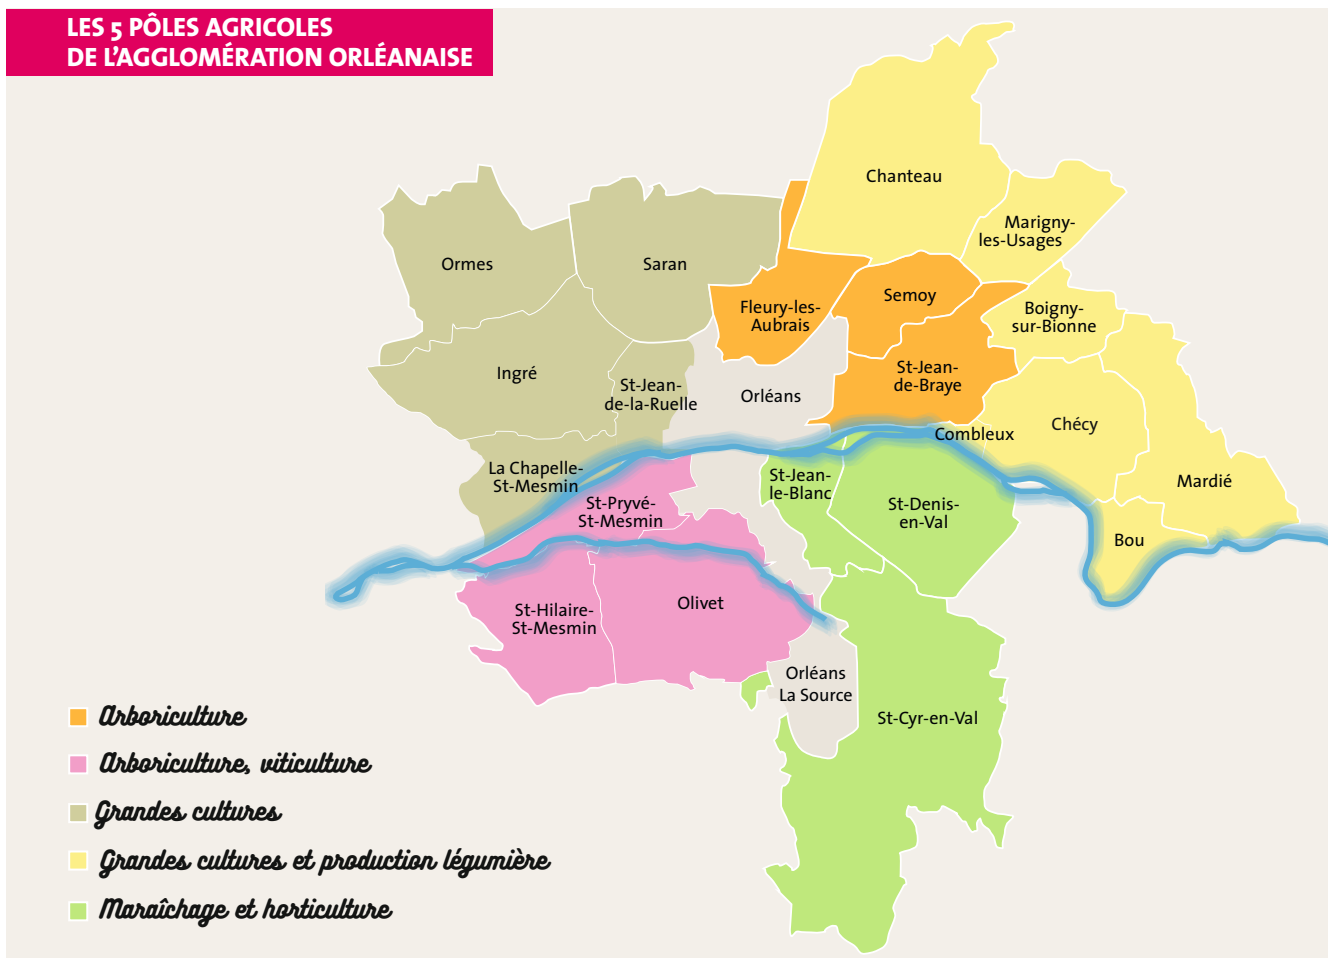 LES 5 PÔLES AGRICOLES
DE L'AGGLOMÉRATION ORLÉANAISE
Chanteau
Marigny-
les-Usages
Ormes
Saran
Semoy
Fleury-les-
Aubrais
Boigny-
sur-Bionne
Ingré
St-Jean-
de-la-Ruelle
Orléans
St-Jean-
de-Braye
Combleux
Chécy
La Chapelle-
St-Mesmin
St-Pryvé-
St-Mesmin
St-Jean-
le-Blanc
St-Denis-
en-Val
Mardié
Bou
St-Hilaire-
St-Mesmin
Olivet
Orléans
La Source
St-Cyr-en-Val
Arboriculture
Arboriculture, viticulture
Grandes cultures
Grandes cultures et production légumière
Maraîchage et horticulture